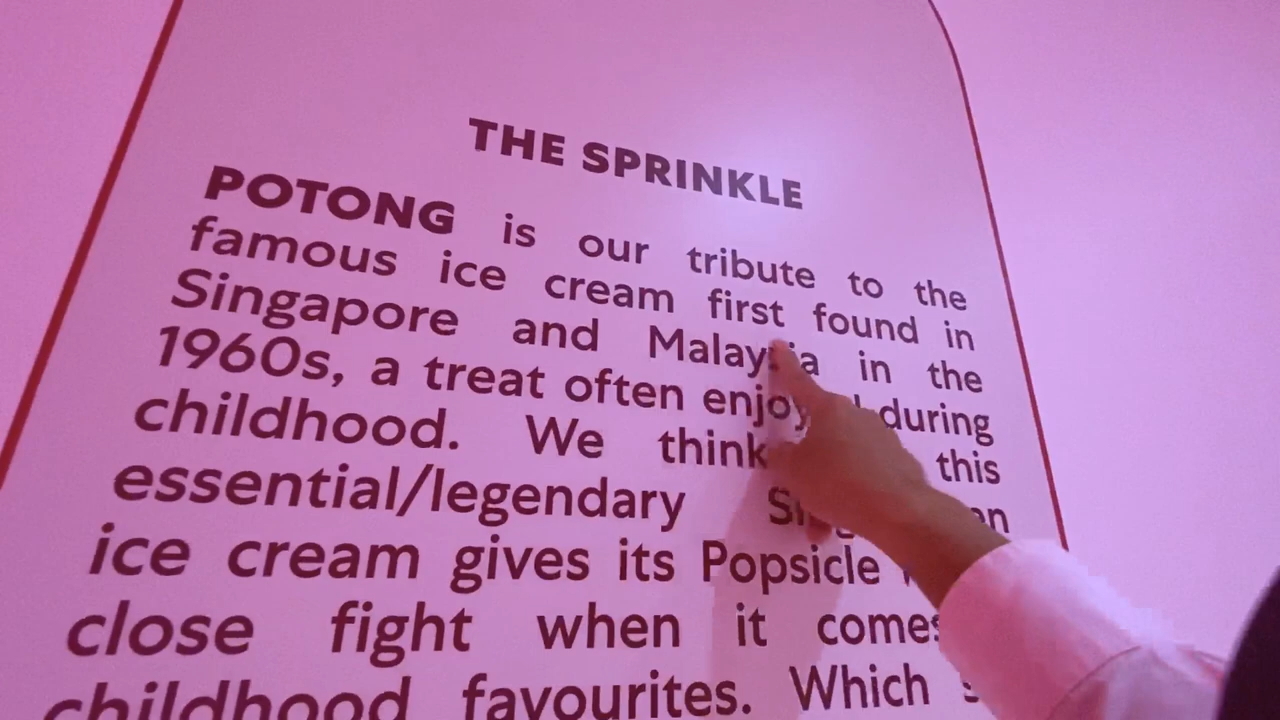 THE SPRINKLE
POTONG is our tribute to the
famous ice cream first found in
Singapore and Malaysia in the
1960s, a treat often enjoyed during
childhood. We think this
essential/legendary
ice cream gives its Popsicle
close fight when it comes
childhood favourites. Which